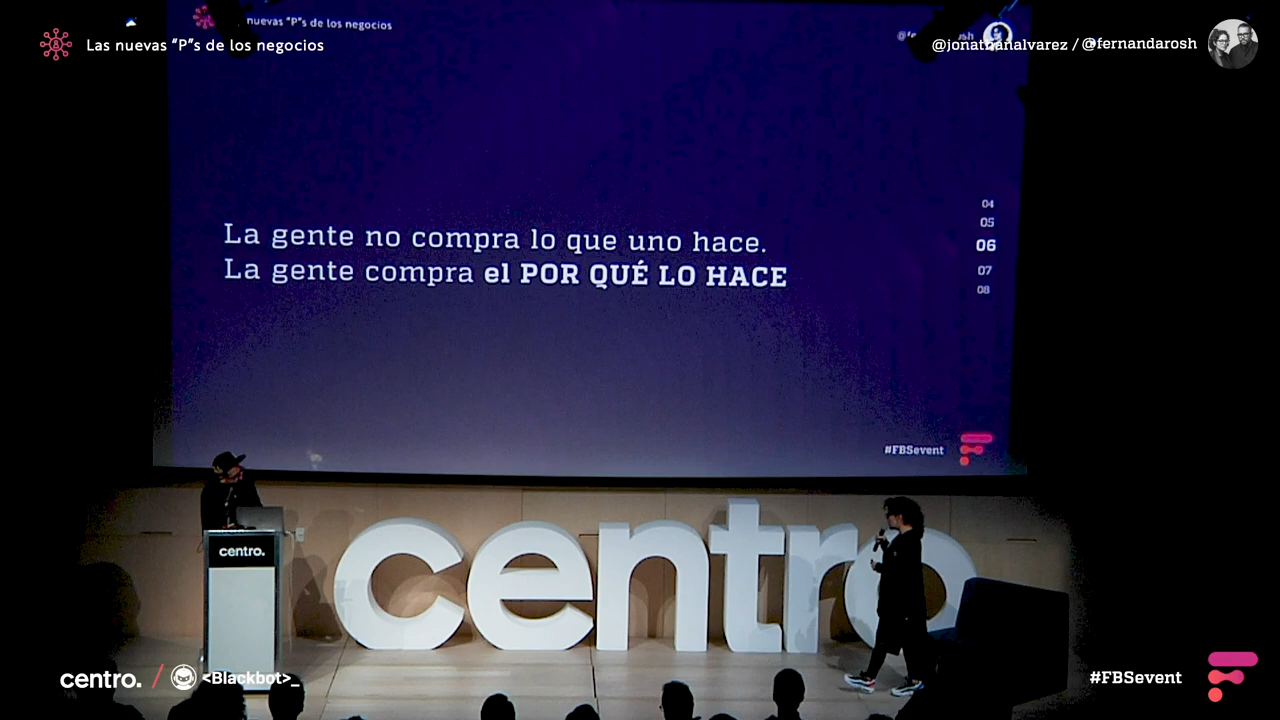 nuevas “P”s de los negocios
Las nuevas “P”s de los negocios
@jonathanalvarez / @fernandarosh
La gente no compra lo que uno hace.
La gente compra el POR QUÉ LO HACE
04
05
06
07
08
#FBSevent
centro.
centro
centro. / <Blackbot>_
#FBSevent